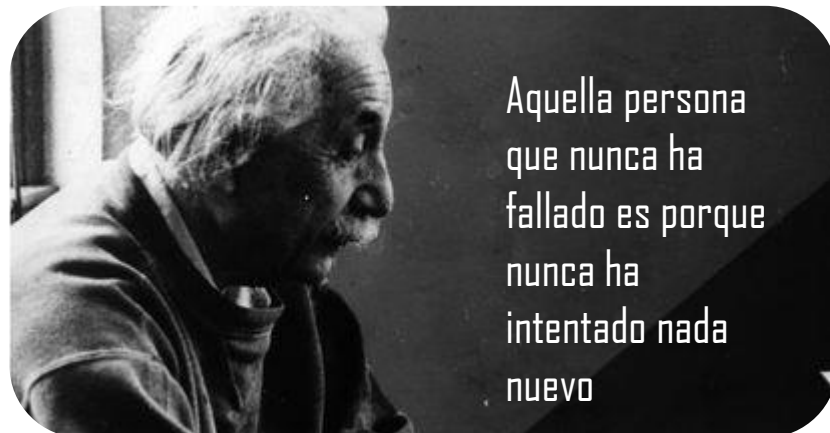 Aquella persona
que nunca ha
fallado es porque
nunca ha
intentado nada
nuevo